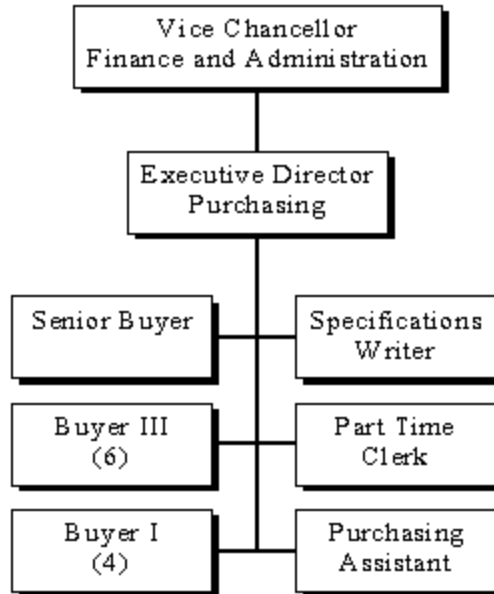 Vice Chancellor
Finance and Administration
Executive Director
Purchasing
Senior Buyer
Specifications
Writer
Buyer III
(6)
Part Time
Clerk
Buyer I
(4)
Purchasing
Assistant